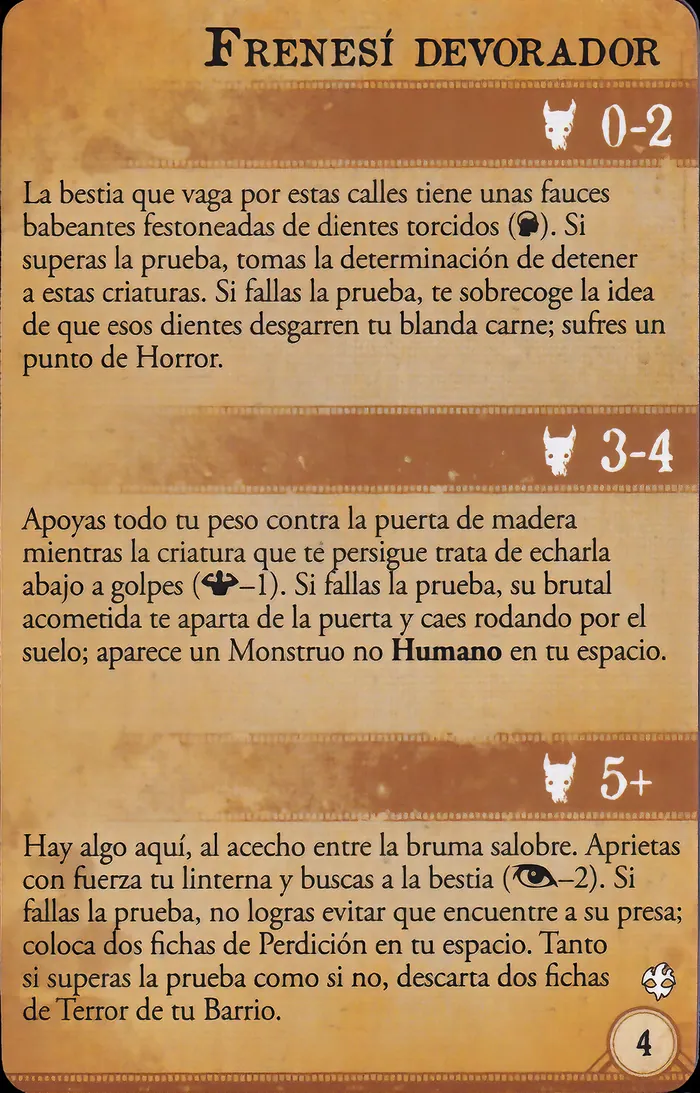 Frenesí devorador
0-2
La bestia que vaga por estas calles tiene unas fauces
babeantes festoneadas de dientes torcidos (). Si
superas la prueba, tomas la determinación de detener
a estas criaturas. Si fallas la prueba, te sobrecoge la idea
de que esos dientes desgarren tu blanda carne; sufres un
punto de Horror.
3-4
Apoyas todo tu peso contra la puerta de madera
mientras la criatura que te persigue trata de echarla
abajo a golpes (–1). Si fallas la prueba, su brutal
acometida te aparta de la puerta y caes rodando por el
suelo; aparece un Monstruo no Humano en tu espacio.
5+
Hay algo aquí, al acecho entre la bruma salobre. Aprietas
con fuerza tu linterna y buscas a la bestia (–2). Si
fallas la prueba, no logras evitar que encuentre a su presa;
coloca dos fichas de Perdición en tu espacio. Tanto
si superas la prueba como si no, descarta dos fichas
de Terror de tu Barrio.
4